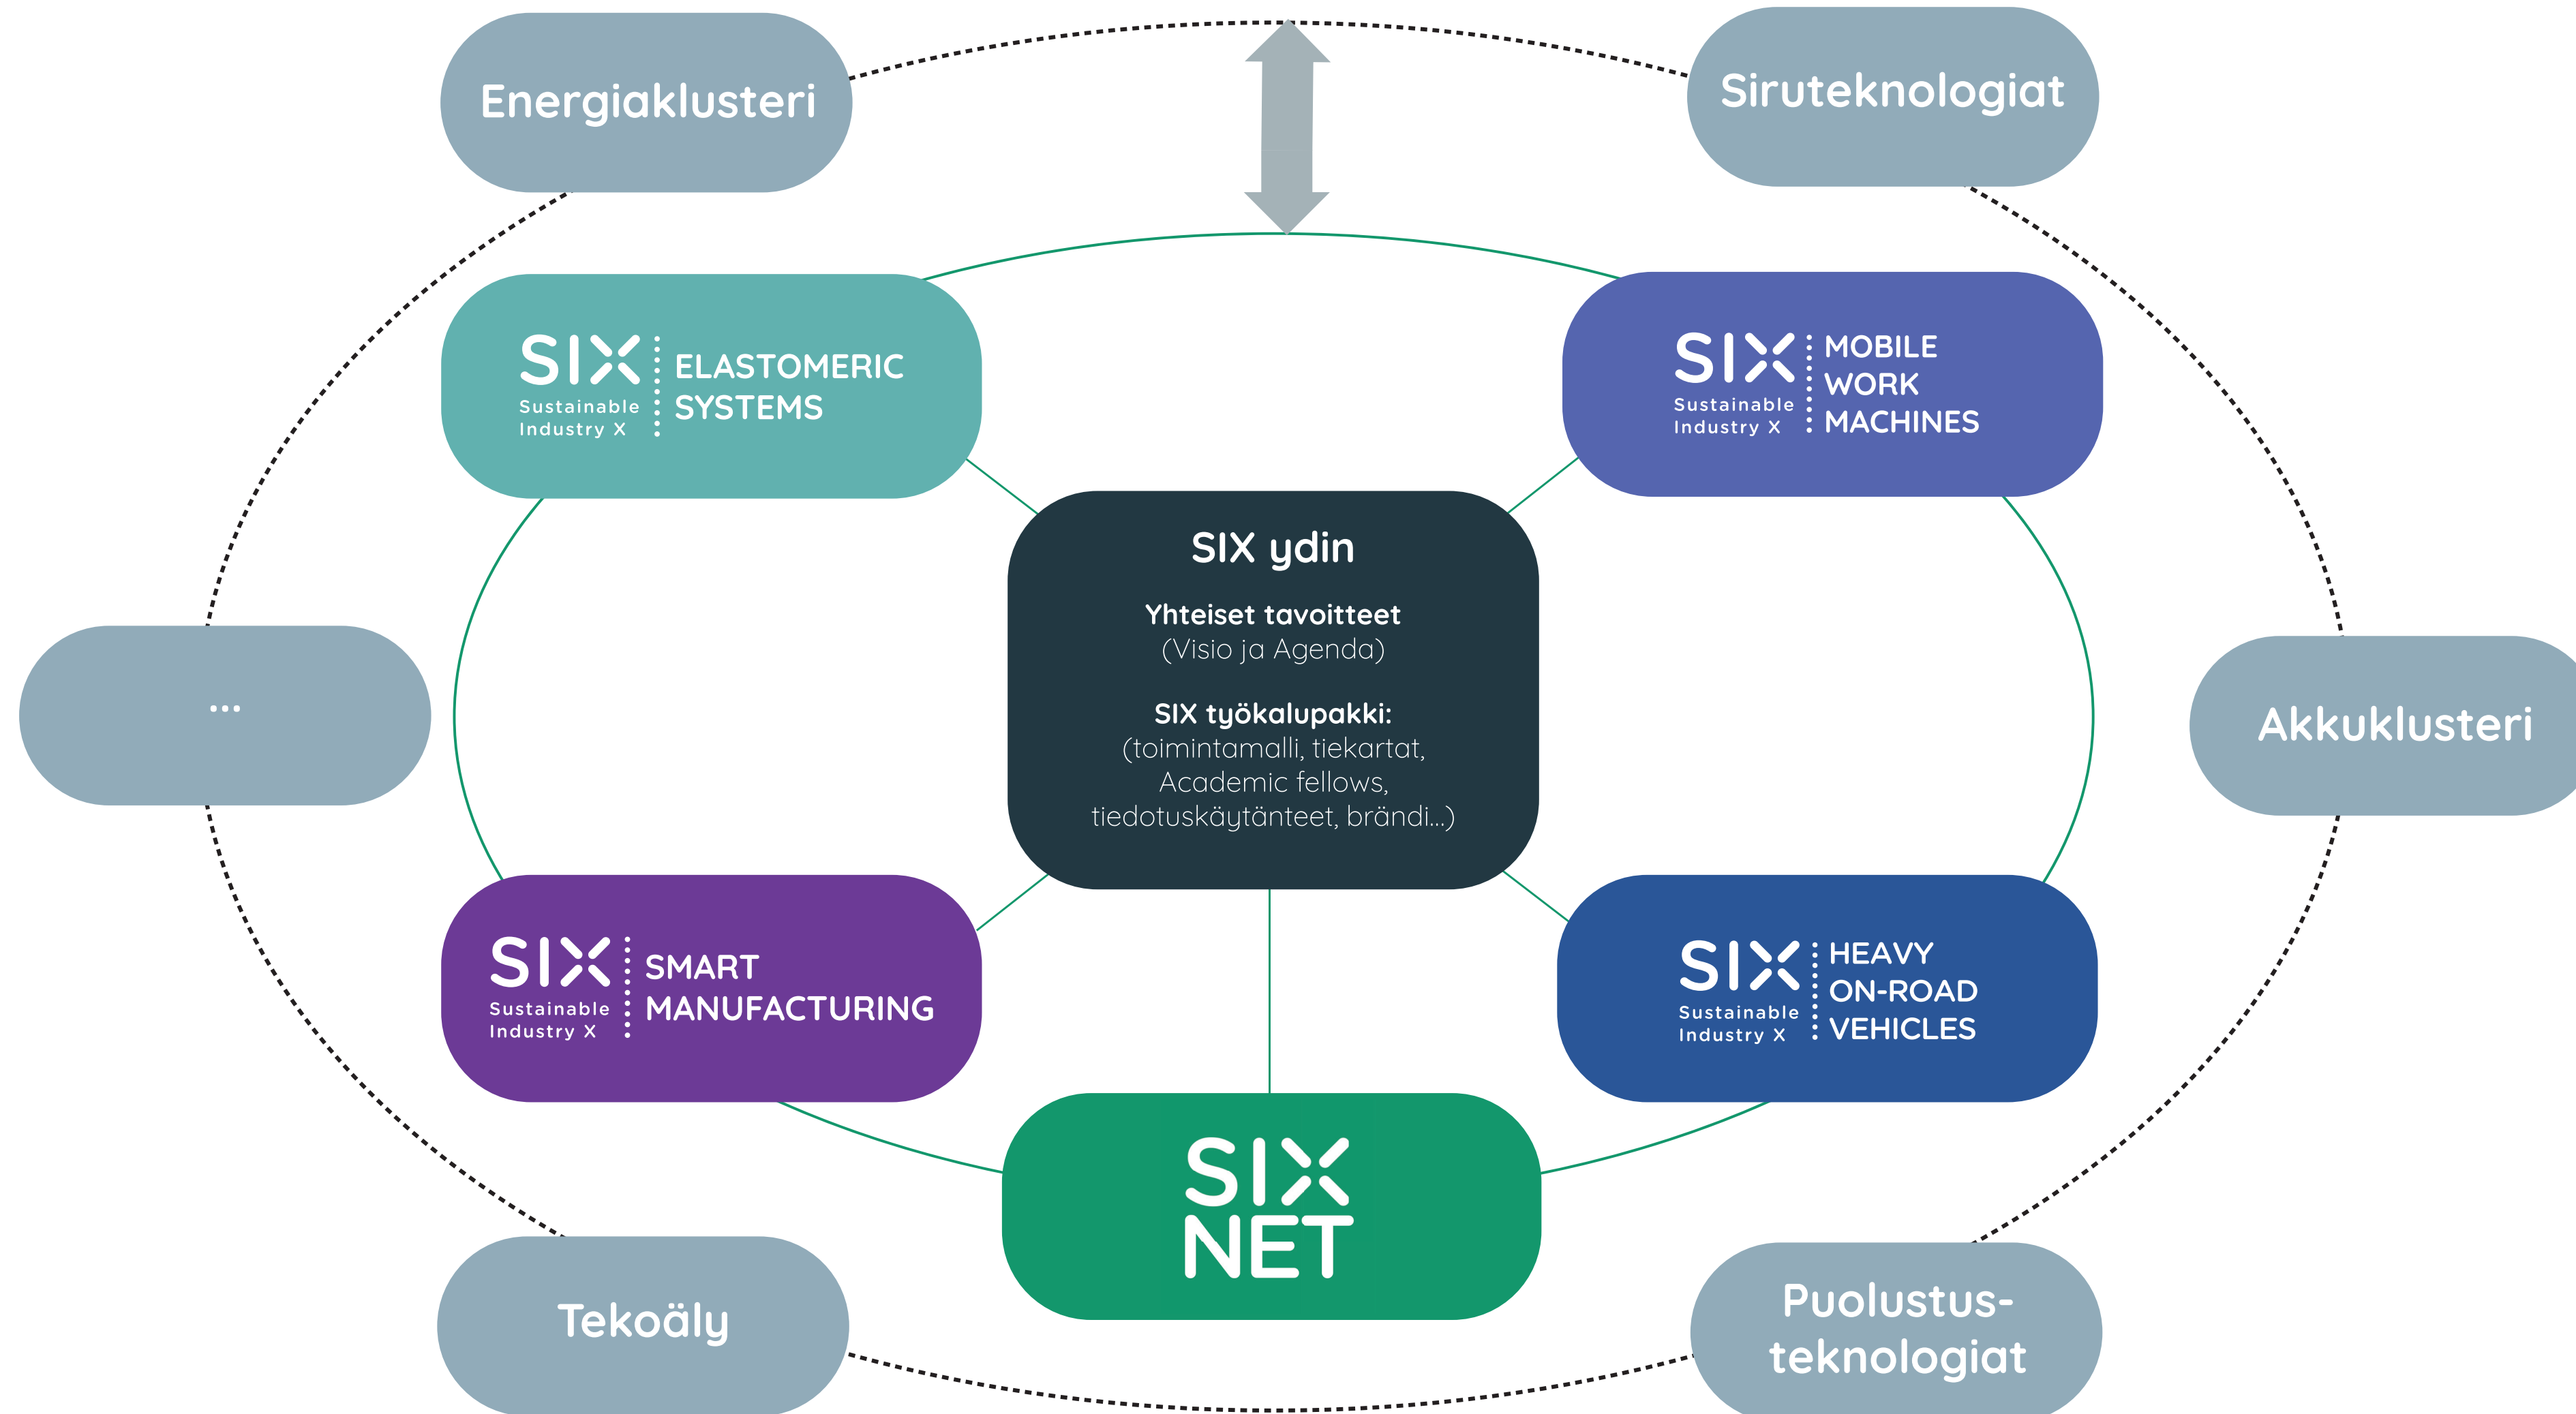 Energiaklusteri
Siruteknologiat
SIX
Sustainable
Industry X
ELASTOMERIC
SYSTEMS
SIX
Sustainable
Industry X
MOBILE
WORK
MACHINES
SIX ydin
Yhteiset tavoitteet
(Visio ja Agenda)
SIX työkalupakki:
(toimintamalli, tiekartat,
Academic fellows,
tiedotuskäytänteet, brändi...)
...
Akkuklusteri
SIX
Sustainable
Industry X
SMART
MANUFACTURING
SIX
Sustainable
Industry X
HEAVY
ON-ROAD
VEHICLES
SIX
NET
Tekoäly
Puolustus-
teknologiat